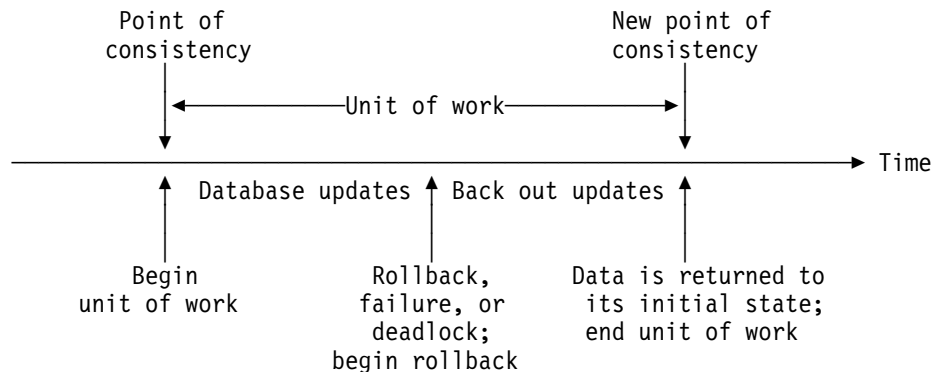 Point of
consistency
New point of
consistency
Unit of work
Time
Database updates
Back out updates
Begin
unit of work
Rollback,
failure, or
deadlock;
begin rollback
Data is returned to
its initial state;
end unit of work